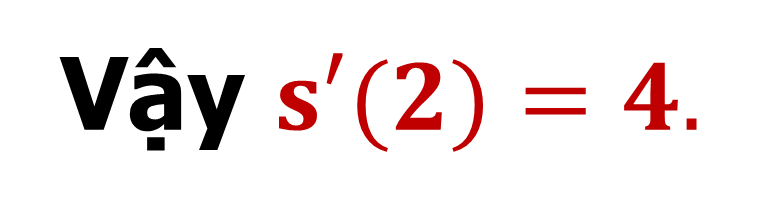 Vậy s′(2) = 4.